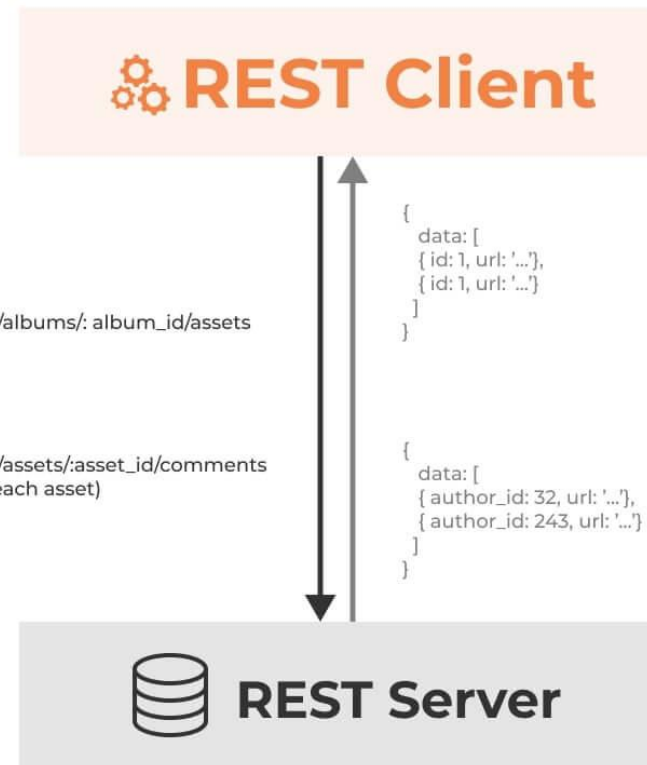 REST Client
{
data: [
{ id: 1, url: '...'},
{ id: 1, url: '...'}
]
}
/albums/: album_id/assets
{
data: [
{ author_id: 32, url: '...'},
{ author_id: 243, url: '...'}
]
}
/assets/:asset_id/comments
each asset)
REST Server